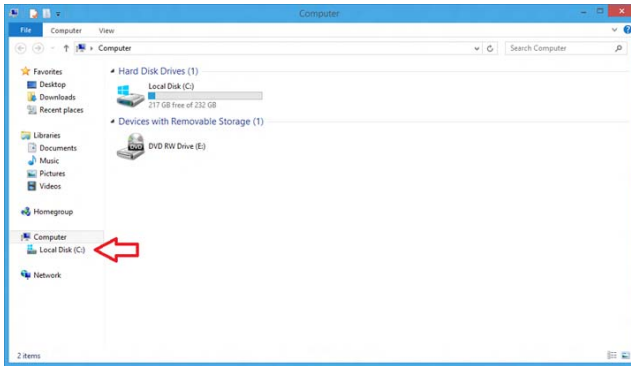 Computer
File Computer View
Computer
Search Computer
Favorites
Desktop
Downloads
Recent places
Libraries
Documents
Music
Pictures
Videos
Homegroup
Computer
Local Disk (C:)
Network
Hard Disk Drives (1)
Local Disk (C:)
217 GB free of 232 GB
Devices with Removable Storage (1)
DVD
DVD RW Drive (E:)
2 items